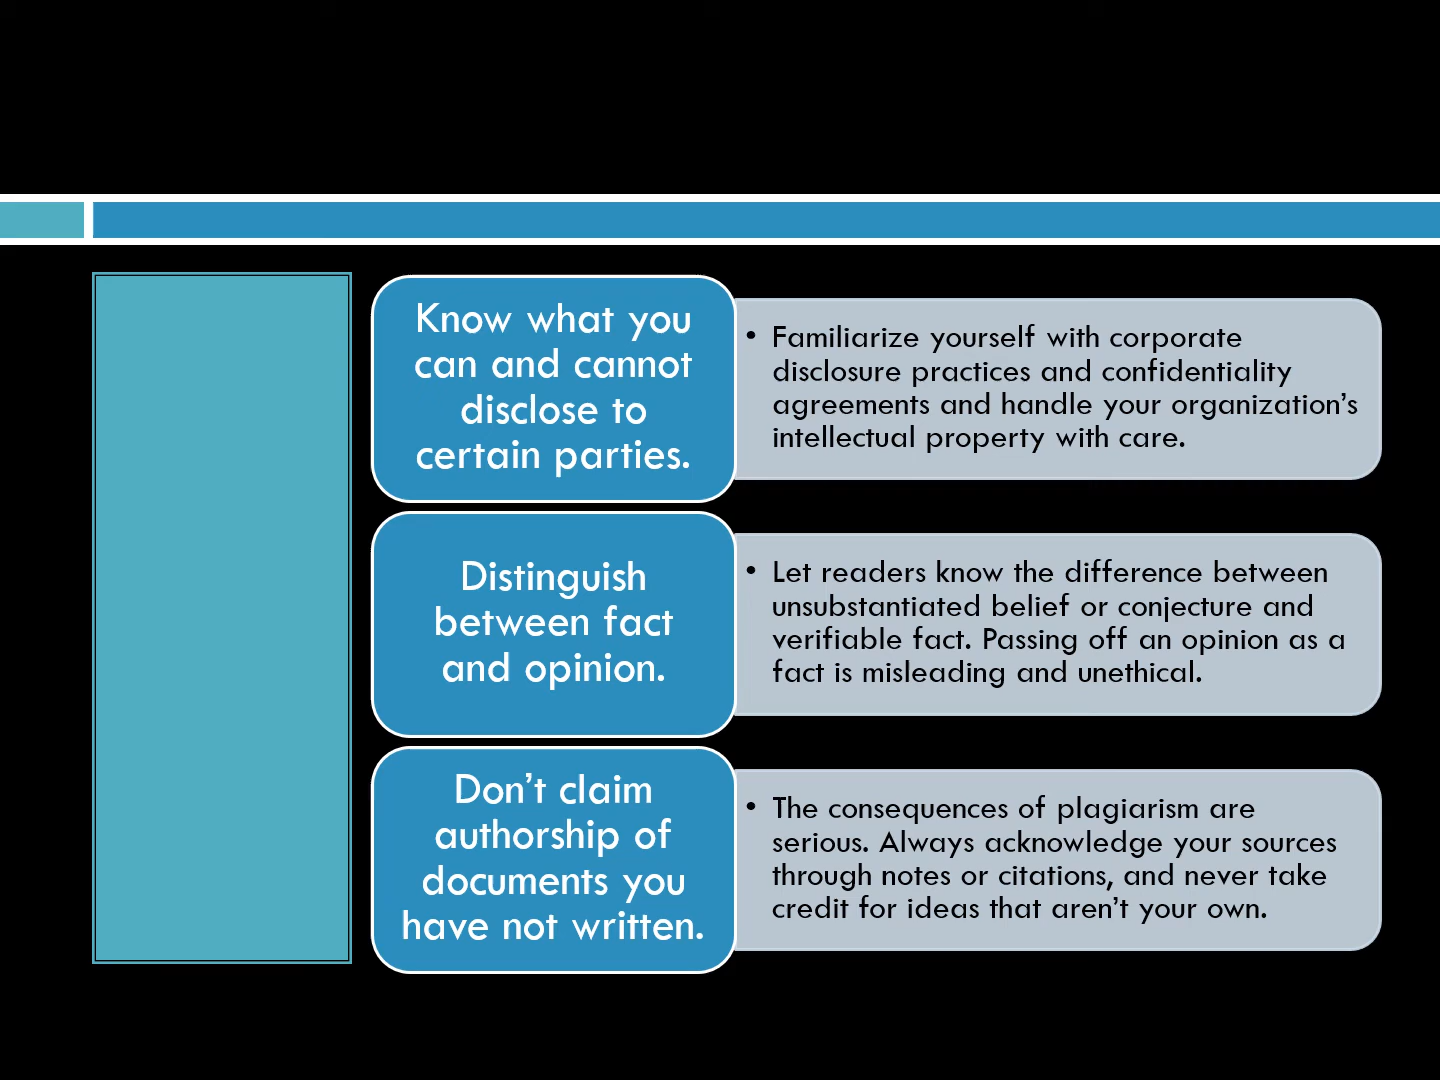 Know what you
can and cannot
disclose to
certain parties.
• Familiarize yourself with corporate
disclosure practices and confidentiality
agreements and handle your organization’s
intellectual property with care.
Distinguish
between fact
and opinion.
• Let readers know the difference between
unsubstantiated belief or conjecture and
verifiable fact. Passing off an opinion as a
fact is misleading and unethical.
Don’t claim
authorship of
documents you
have not written.
• The consequences of plagiarism are
serious. Always acknowledge your sources
through notes or citations, and never take
credit for ideas that aren’t your own.